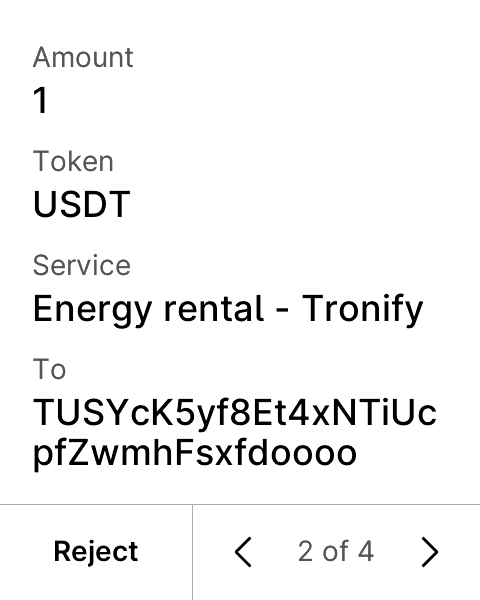 Amount
1
Token
USDT
Service
Energy rental - Tronify
To
TUSYcK5yf8Et4xNTiUc
pfZwmhFsxfdoooo
Reject
2 of 4